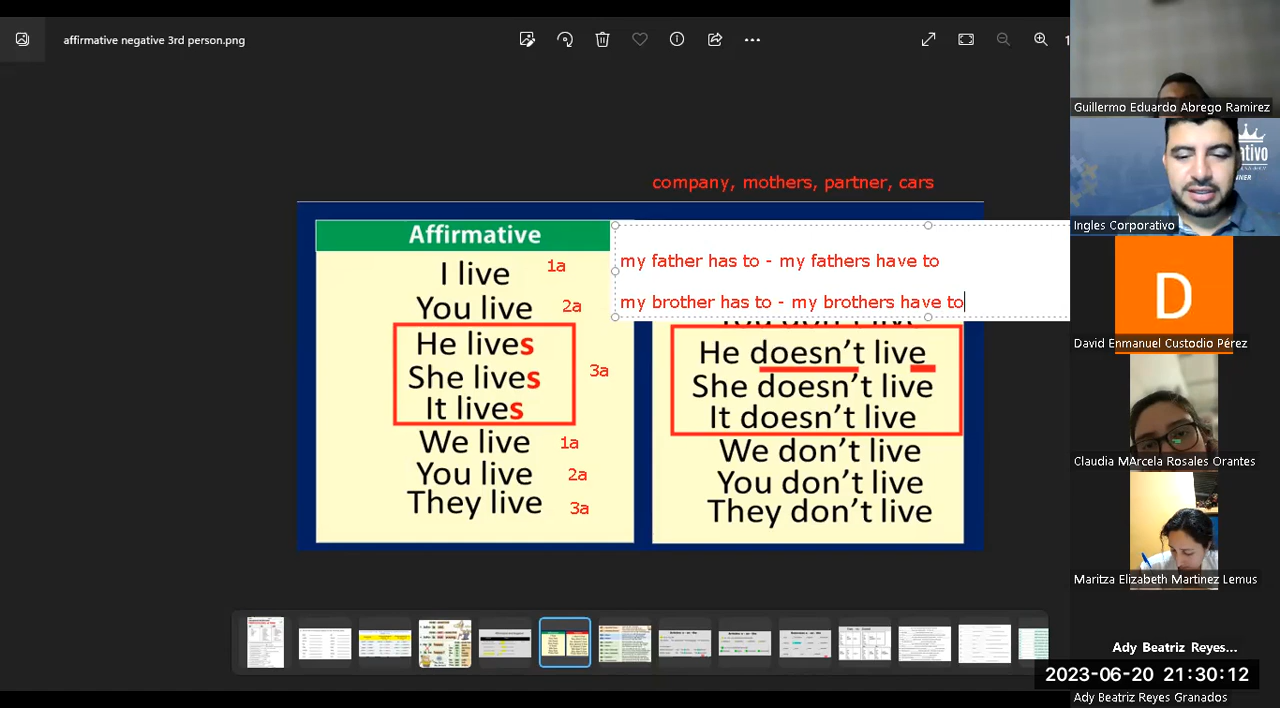 affirmative negative 3rd person.png
1
Guillermo Eduardo Abrego Ramirez
company, mothers, partner, cars
Affirmative
my father has to - my fathers have to
my brother has to - my brothers have to
I live 1a
You live 2a
He lives
She lives 3a
It lives
We live 1a
You live 2a
They live 3a
You don't live
He doesn't live
She doesn't live
It doesn't live
We don't live
You don't live
They don't live
Ingles Corporativo
D
David Enmanuel Custodio Pérez
Claudia MArcela Rosales Orantes
Maritza Elizabeth Martinez Lemus
Ady Beatriz Reyes...
2023-06-20 21:30:12
Ady Beatriz Reyes Granados